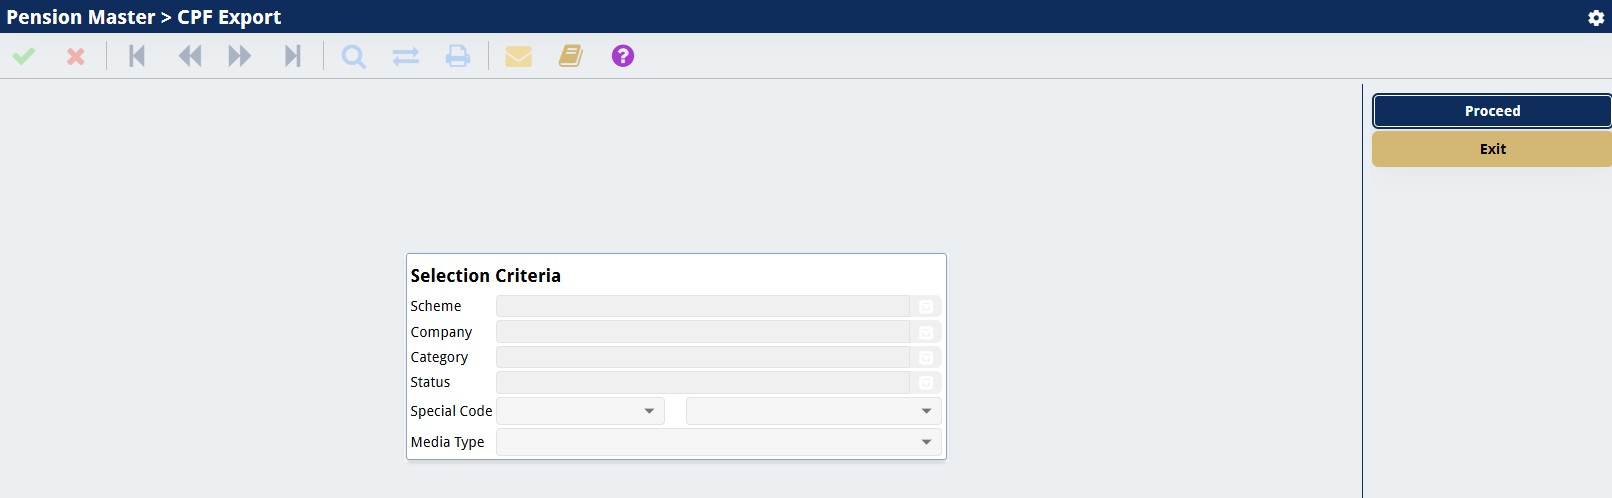 Pension Master > CPF Export
?
Proceed
Exit
Selection Criteria
Scheme
Company
Category
Status
Special Code
Media Type